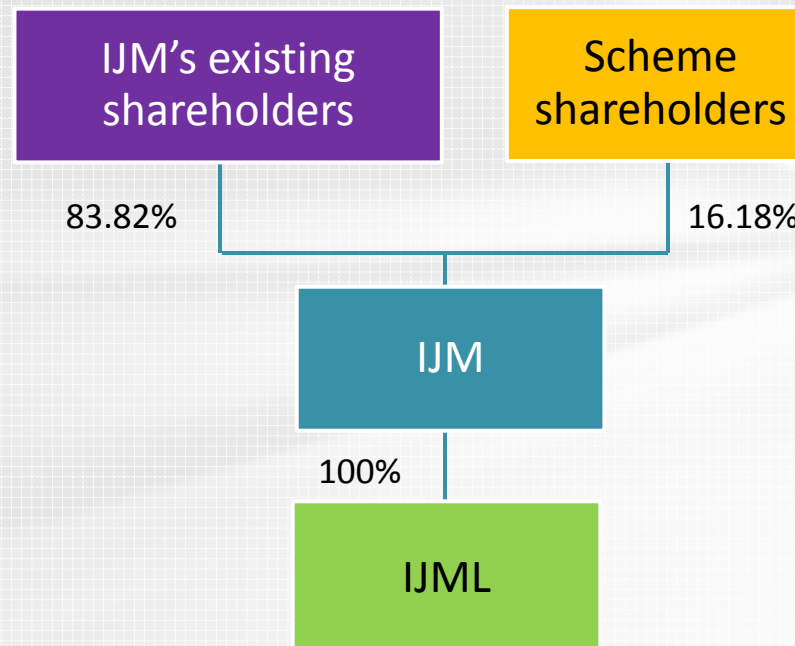 IJM’s existing
shareholders
Scheme
shareholders
83.82%
16.18%
IJM
100%
IJML